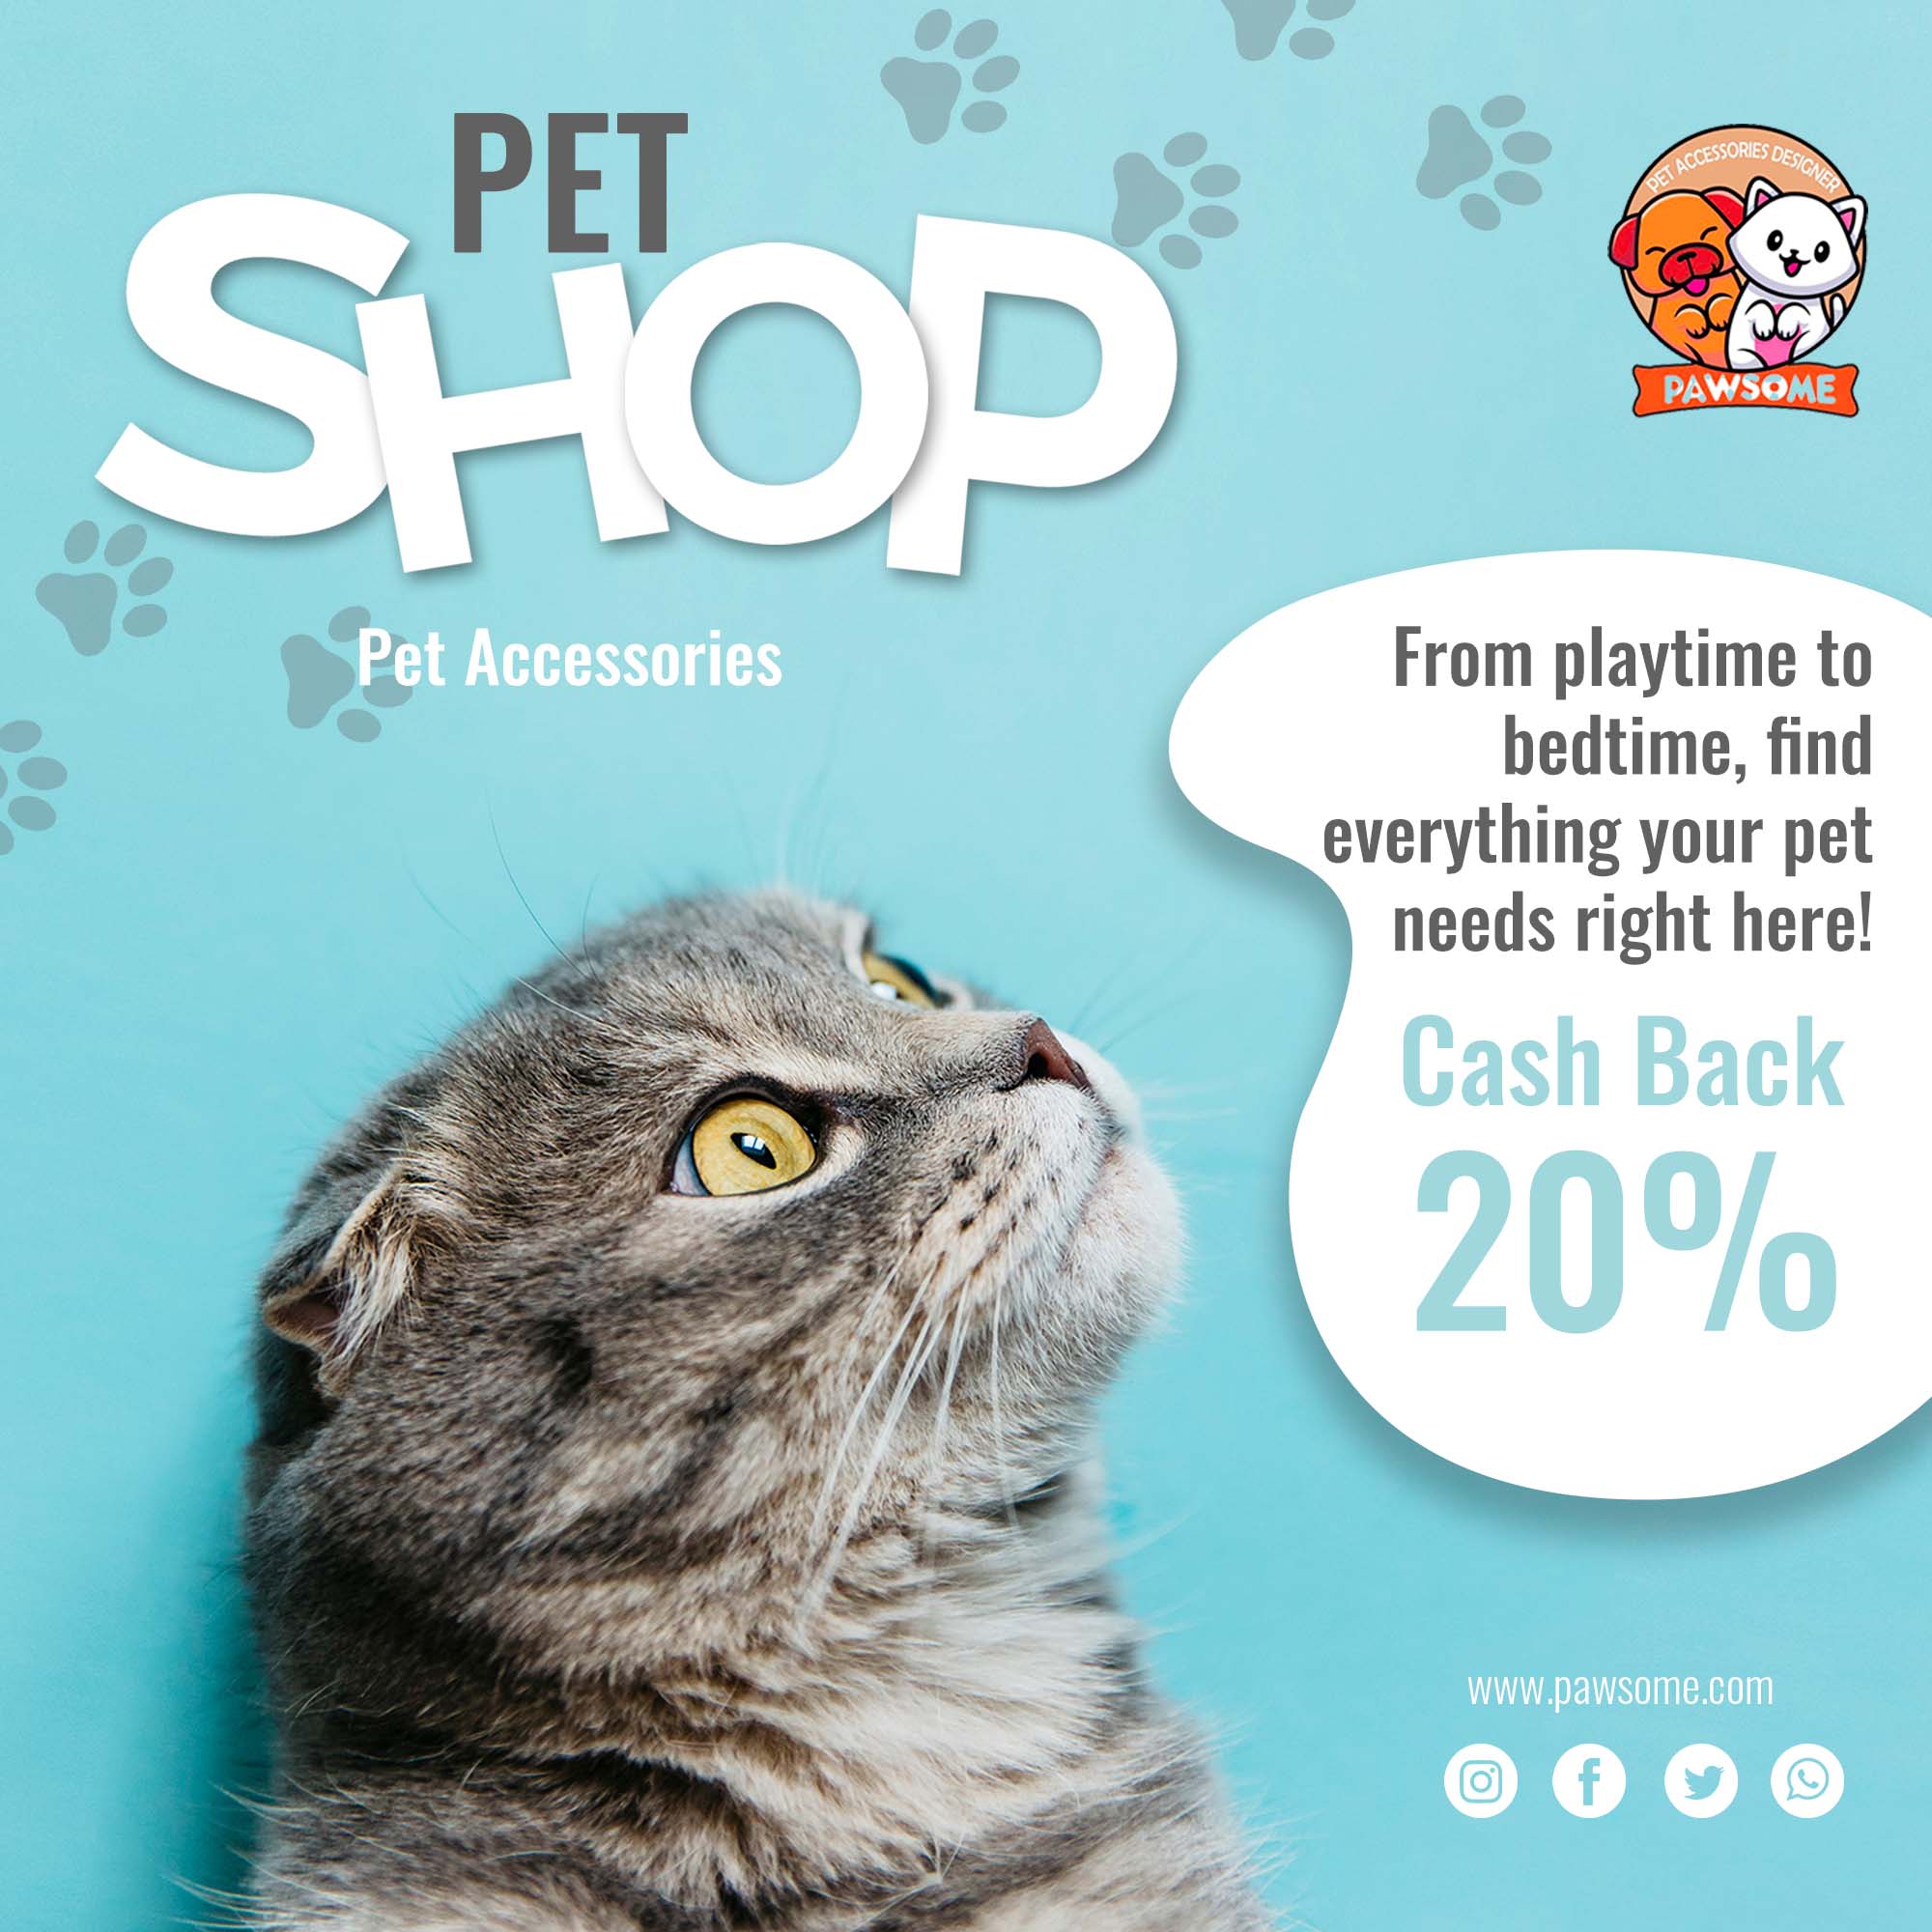 PET
SHOP
Pet Accessories
PET ACCESSORIES DESIGNER
PAWSOME
From playtime to
bedtime, find
everything your pet
needs right here!
Cash Back
20%
www.pawsome.com